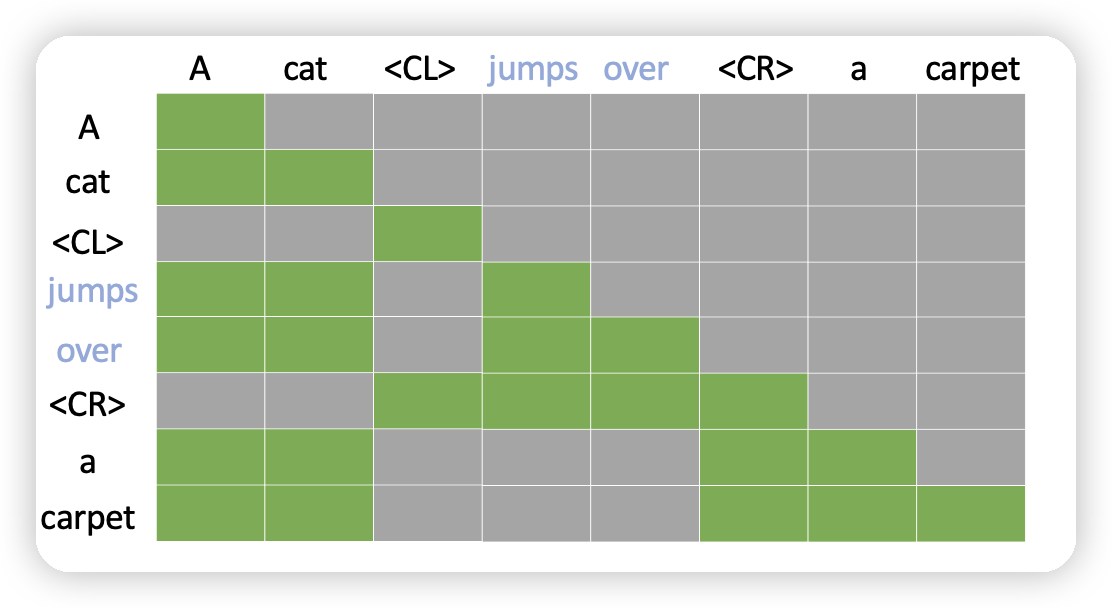 A cat <CL> jumps over <CR> a carpet
A
cat
<CL>
jumps
over
<CR>
a
carpet